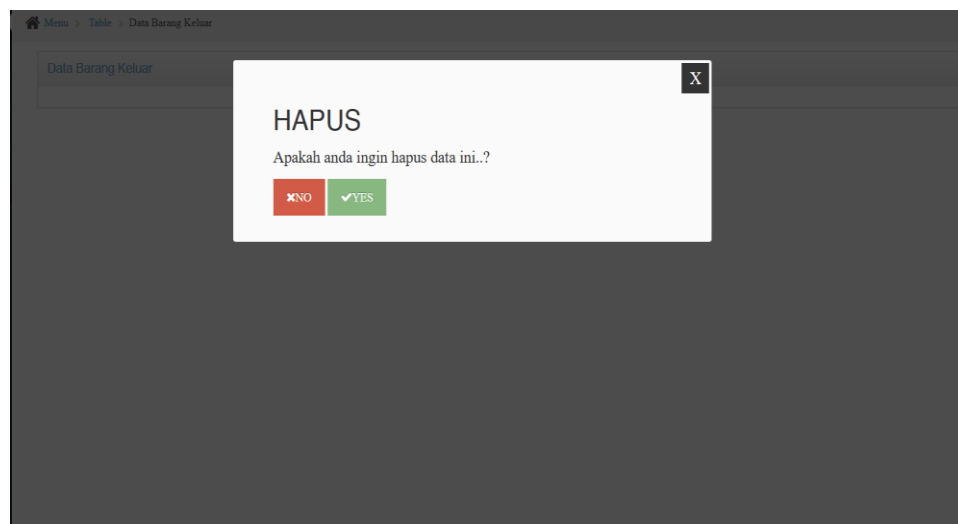 Menu > Table > Data Barang Keluar
Data Barang Keluar
X
HAPUS
Apakah anda ingin hapus data ini..?
NO YES